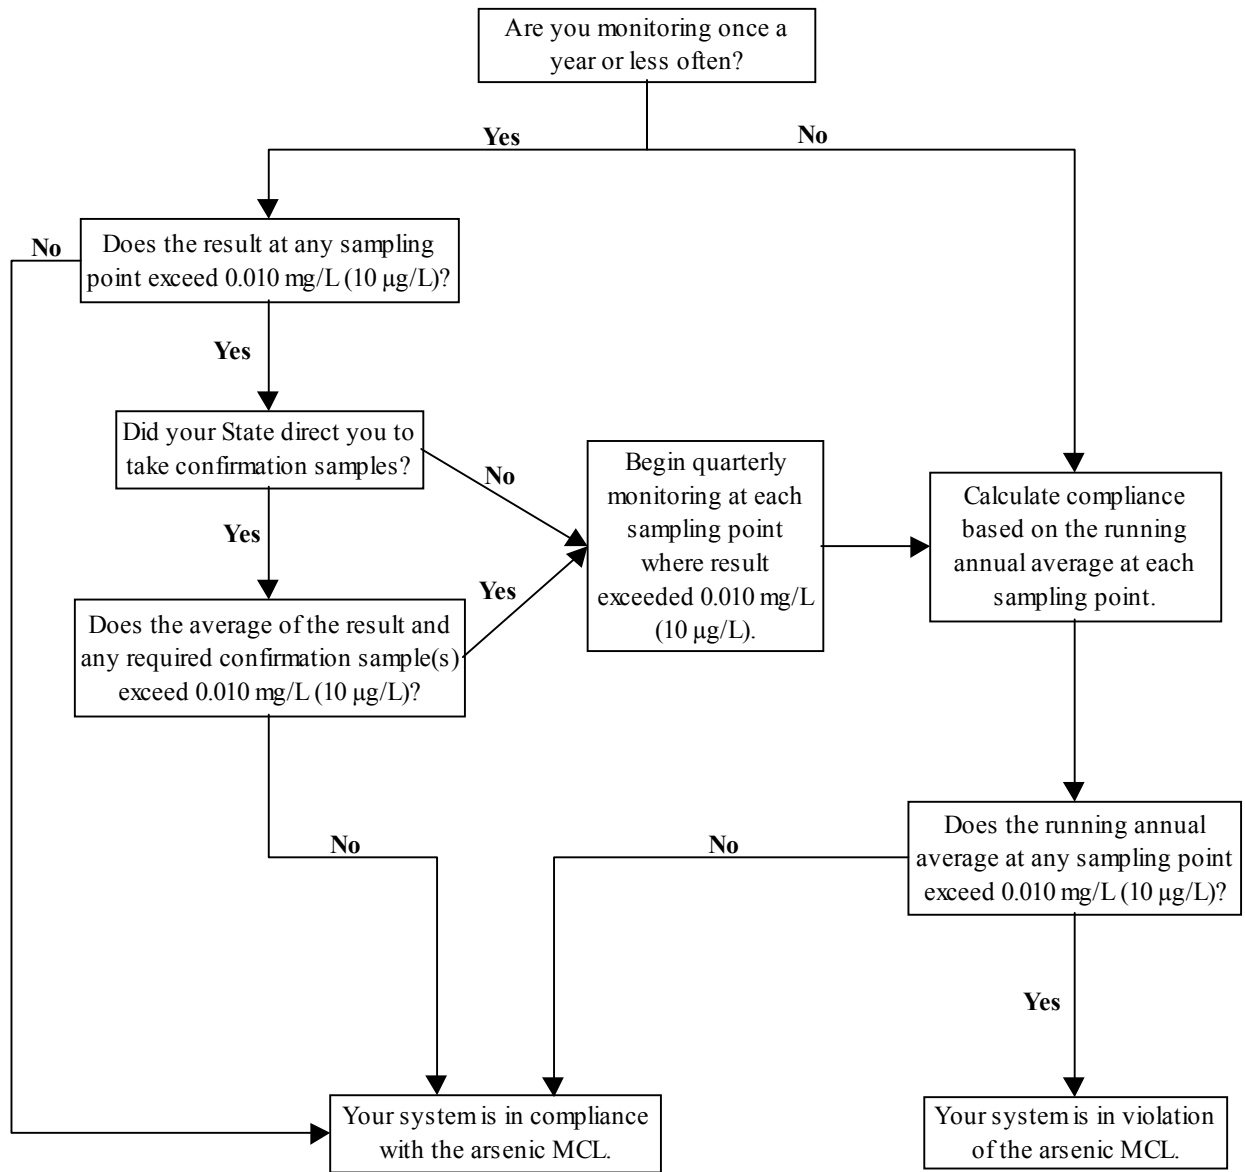 Are you monitoring once a
year or less often?
Yes
No
No
Does the result at any sampling
point exceed 0.010 mg/L (10 µg/L)?
Yes
Did your State direct you to
take confirmation samples?
No
Yes
Begin quarterly
monitoring at each
sampling point
where result
exceeded 0.010 mg/L
(10 µg/L).
Calculate compliance
based on the running
annual average at each
sampling point.
Yes
Does the average of the result and
any required confirmation sample(s)
exceed 0.010 mg/L (10 µg/L)?
No
No
Does the running annual
average at any sampling point
exceed 0.010 mg/L (10 µg/L)?
Yes
Your system is in compliance
with the arsenic MCL.
Your system is in violation
of the arsenic MCL.